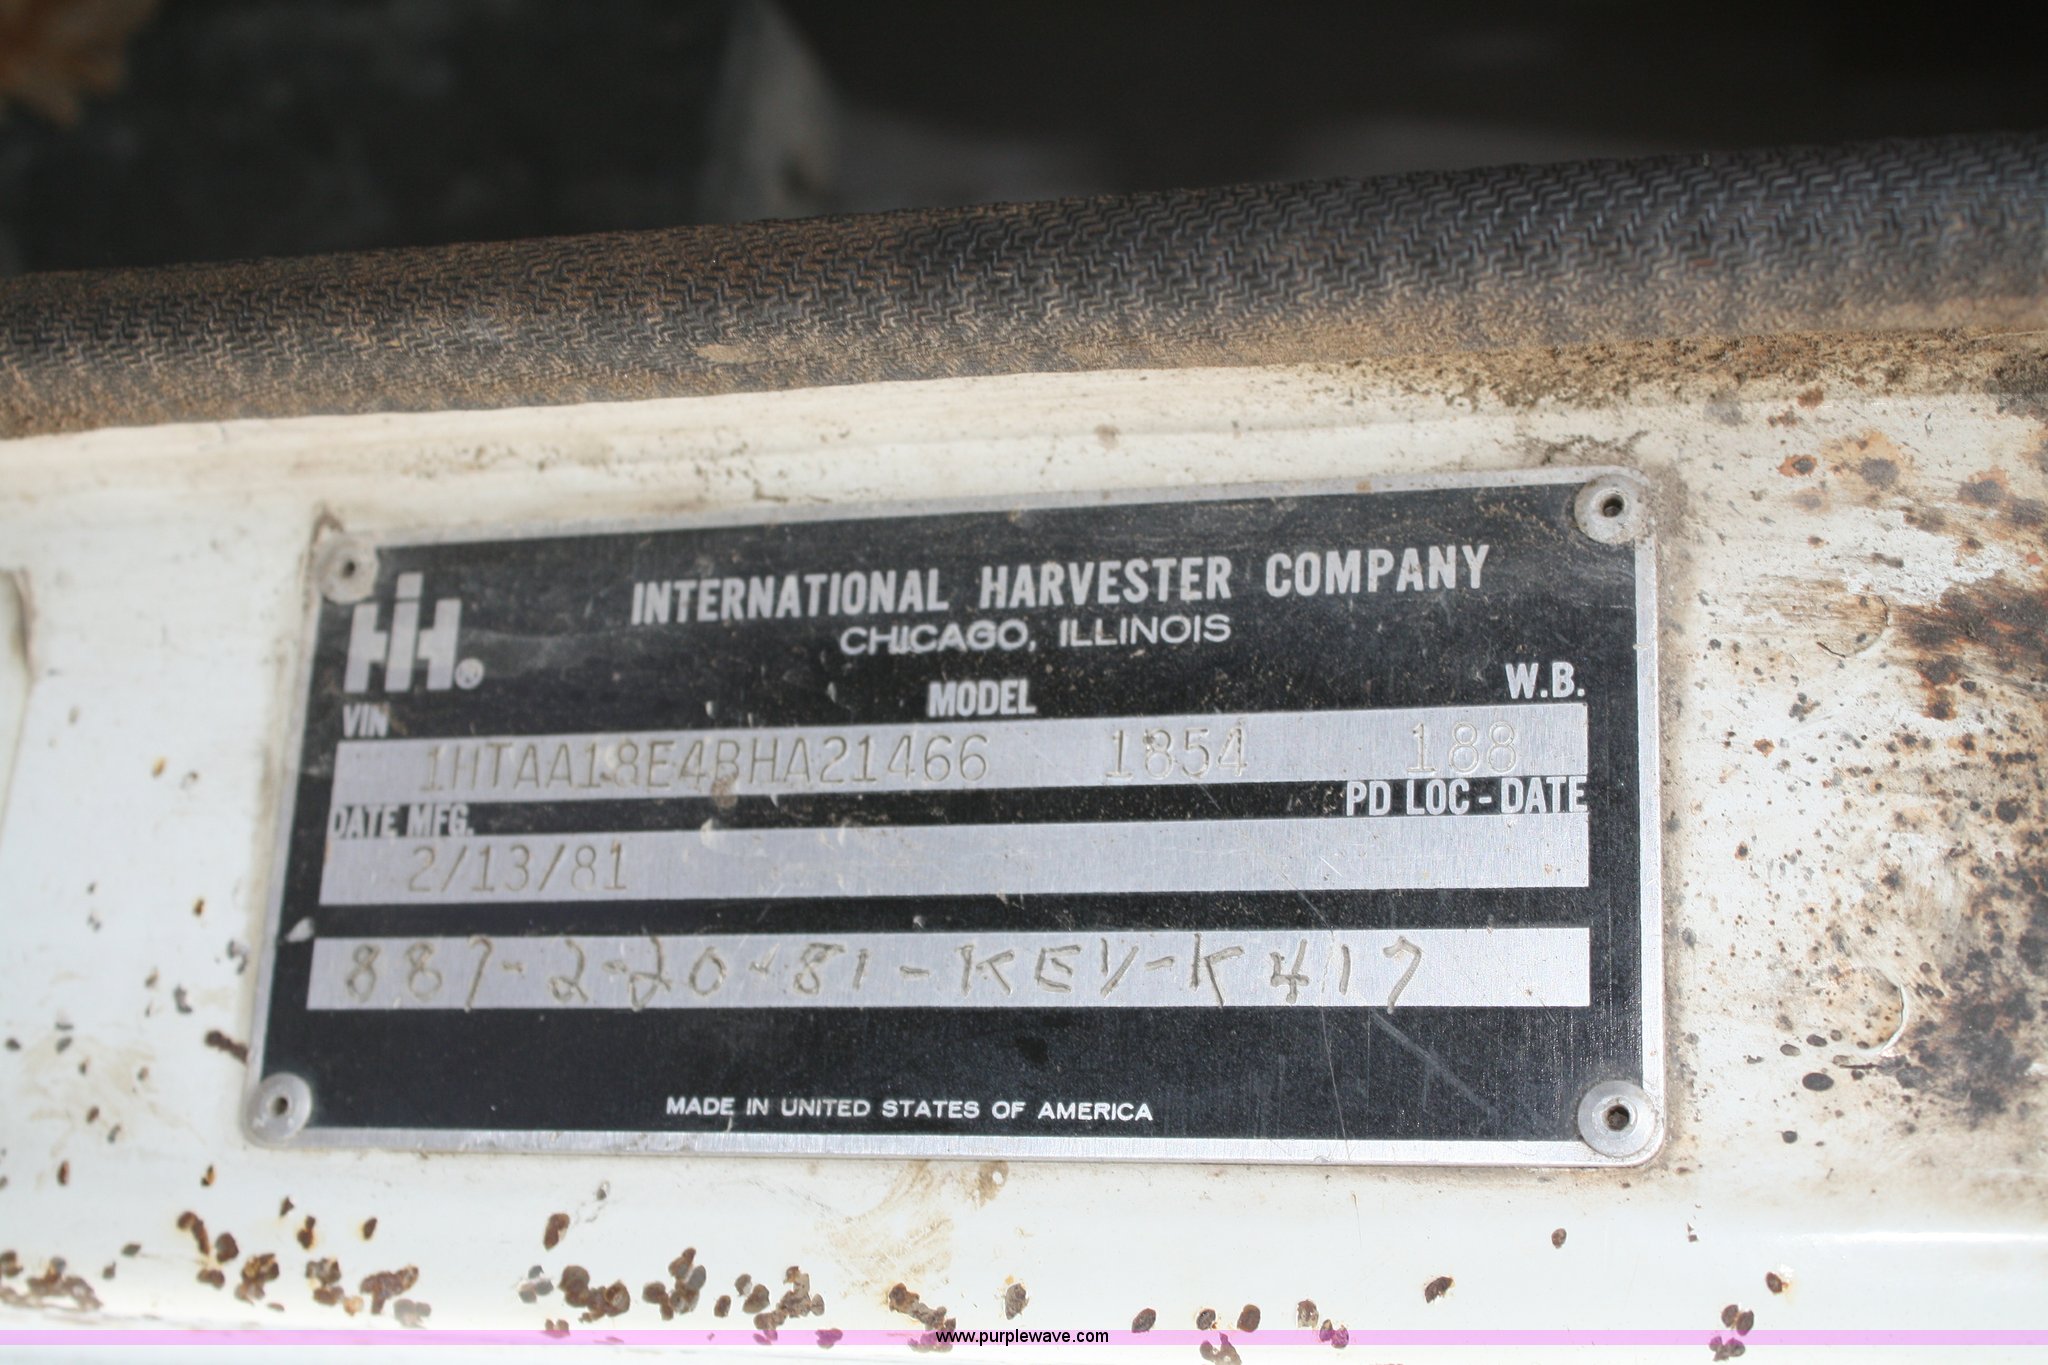 IH®
INTERNATIONAL HARVESTER COMPANY
CHICAGO, ILLINOIS
VIN MODEL W.B.
1HTAA18E4BHA21466 1854 188
DATE MFG. PD LOC-DATE
2/13/81
887-2-20-81-KEV-K417
MADE IN UNITED STATES OF AMERICA
www.purplewave.com